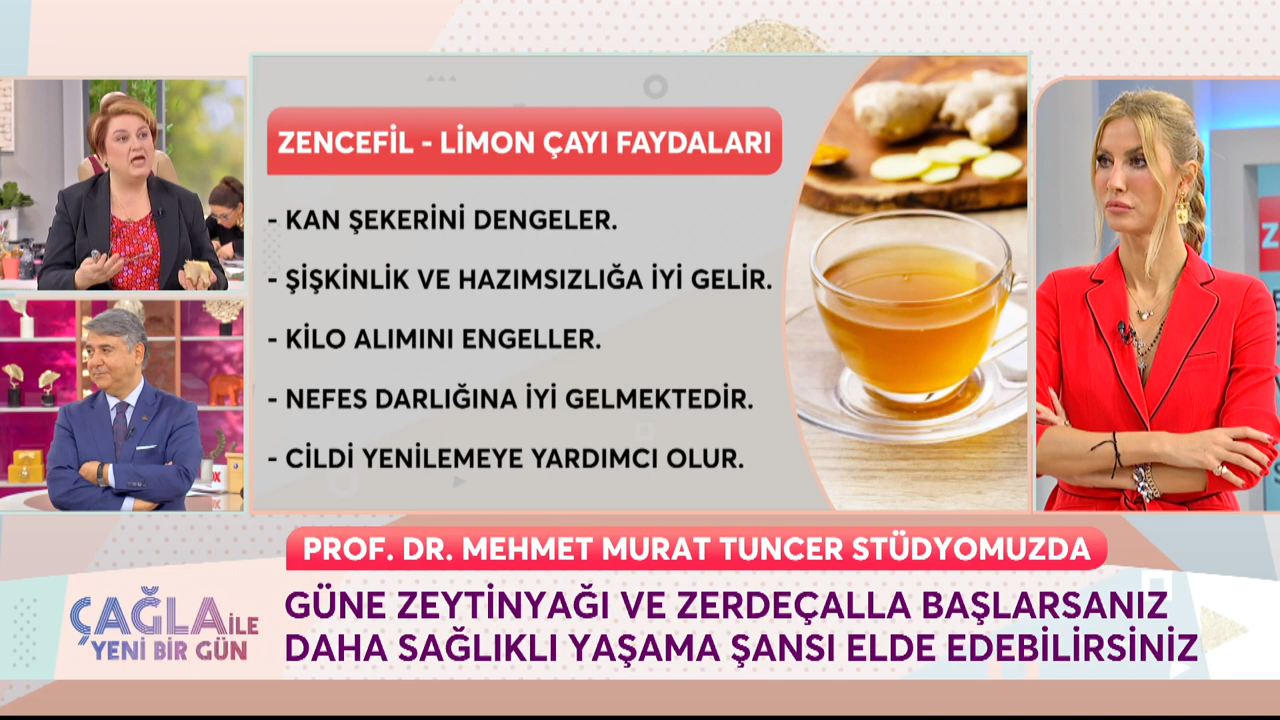 ZENCEFİL - LİMON ÇAYI FAYDALARI
- KAN ŞEKERİNİ DENGELER.
- ŞİŞKİNLİK VE HAZIMSIZLIĞA İYİ GELİR.
- KİLO ALIMINI ENGELLER.
- NEFES DARLIĞINA İYİ GELMEKTEDİR.
- CİLDİ YENİLEMEYE YARDIMCI OLUR.
PROF. DR. MEHMET MURAT TUNCER STÜDYOMUZDA
ÇAĞLA İLE
YENİ BİR GÜN
GÜNE ZEYTİNYAĞI VE ZERDEÇALLA BAŞLARSANIZ
DAHA SAĞLIKLI YAŞAMA ŞANSI ELDE EDEBİLİRSİNİZ